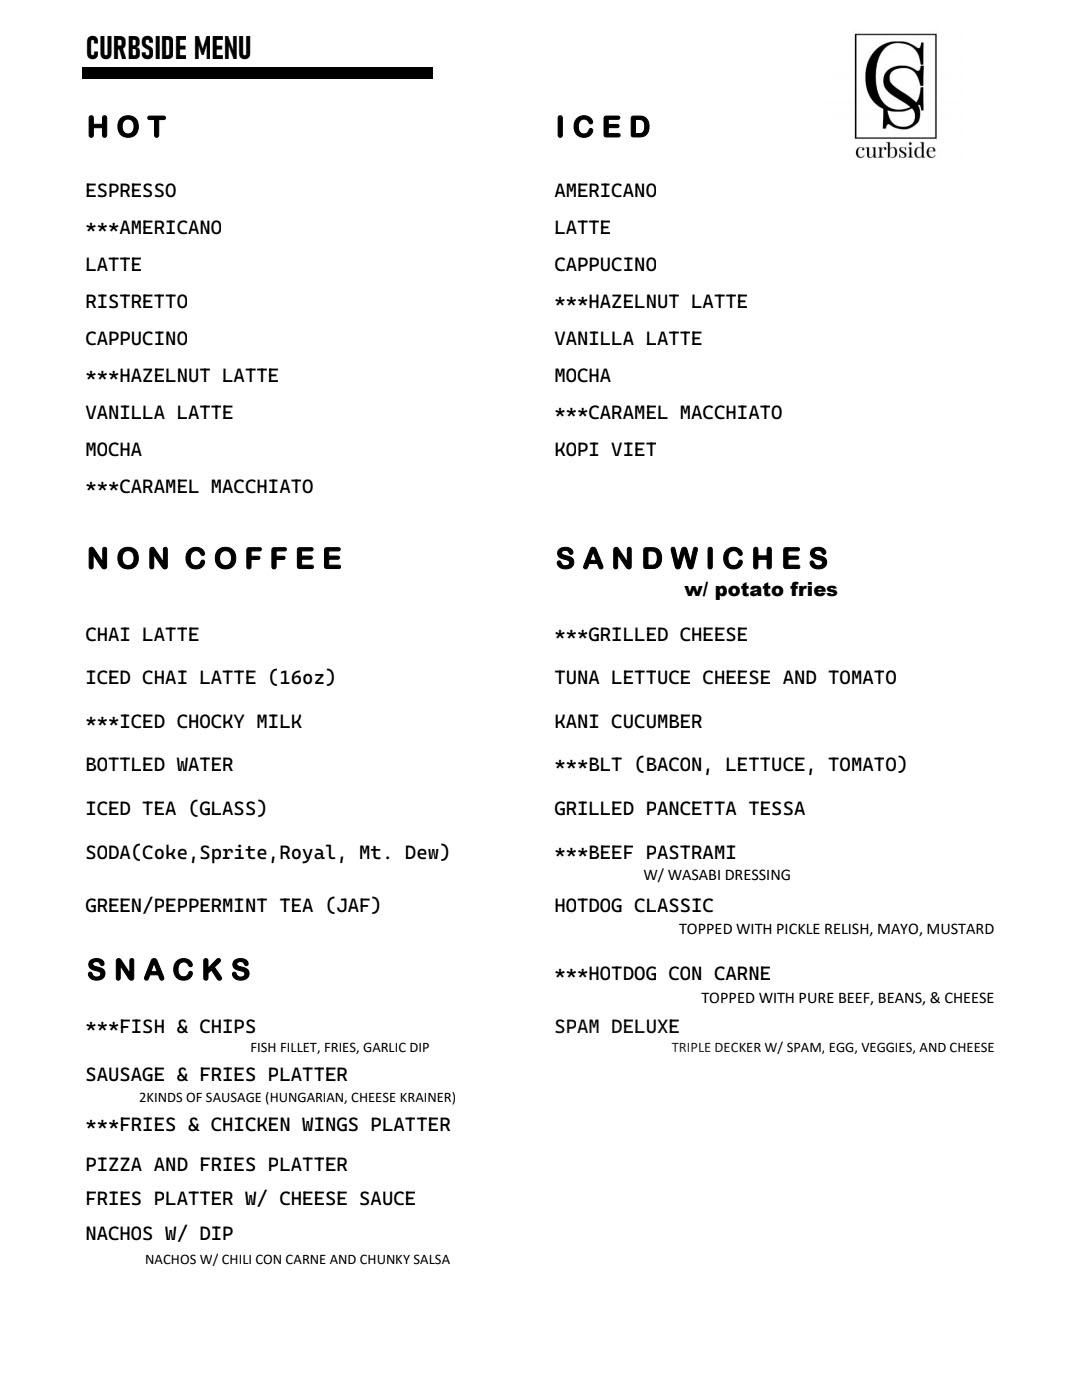 CURBSIDE MENU
CS
curbside
HOT
ESPRESSO
***AMERICANO
LATTE
RISTRETTO
CAPPUCINO
***HAZELNUT LATTE
VANILLA LATTE
MOCHA
***CARAMEL MACCHIATO
ICED
AMERICANO
LATTE
CAPPUCINO
***HAZELNUT LATTE
VANILLA LATTE
MOCHA
***CARAMEL MACCHIATO
KOPI VIET
NON COFFEE
CHAI LATTE
ICED CHAI LATTE (16oz)
***ICED CHOCKY MILK
BOTTLED WATER
ICED TEA (GLASS)
SODA(Coke,Sprite,Royal, Mt. Dew)
GREEN/PEPPERMINT TEA (JAF)
SNACKS
***FISH & CHIPS
FISH FILLET, FRIES, GARLIC DIP
SAUSAGE & FRIES PLATTER
2KINDS OF SAUSAGE (HUNGARIAN, CHEESE KRAINER)
***FRIES & CHICKEN WINGS PLATTER
PIZZA AND FRIES PLATTER
FRIES PLATTER W/ CHEESE SAUCE
NACHOS W/ DIP
NACHOS W/ CHILI CON CARNE AND CHUNKY SALSA
SANDWICHES
w/ potato fries
***GRILLED CHEESE
TUNA LETTUCE CHEESE AND TOMATO
KANI CUCUMBER
***BLT (BACON, LETTUCE, TOMATO)
GRILLED PANCETTA TESSA
***BEEF PASTRAMI
W/ WASABI DRESSING
HOTDOG CLASSIC
TOPPED WITH PICKLE RELISH, MAYO, MUSTARD
***HOTDOG CON CARNE
TOPPED WITH PURE BEEF, BEANS, & CHEESE
SPAM DELUXE
TRIPLE DECKER W/ SPAM, EGG, VEGGIES, AND CHEESE